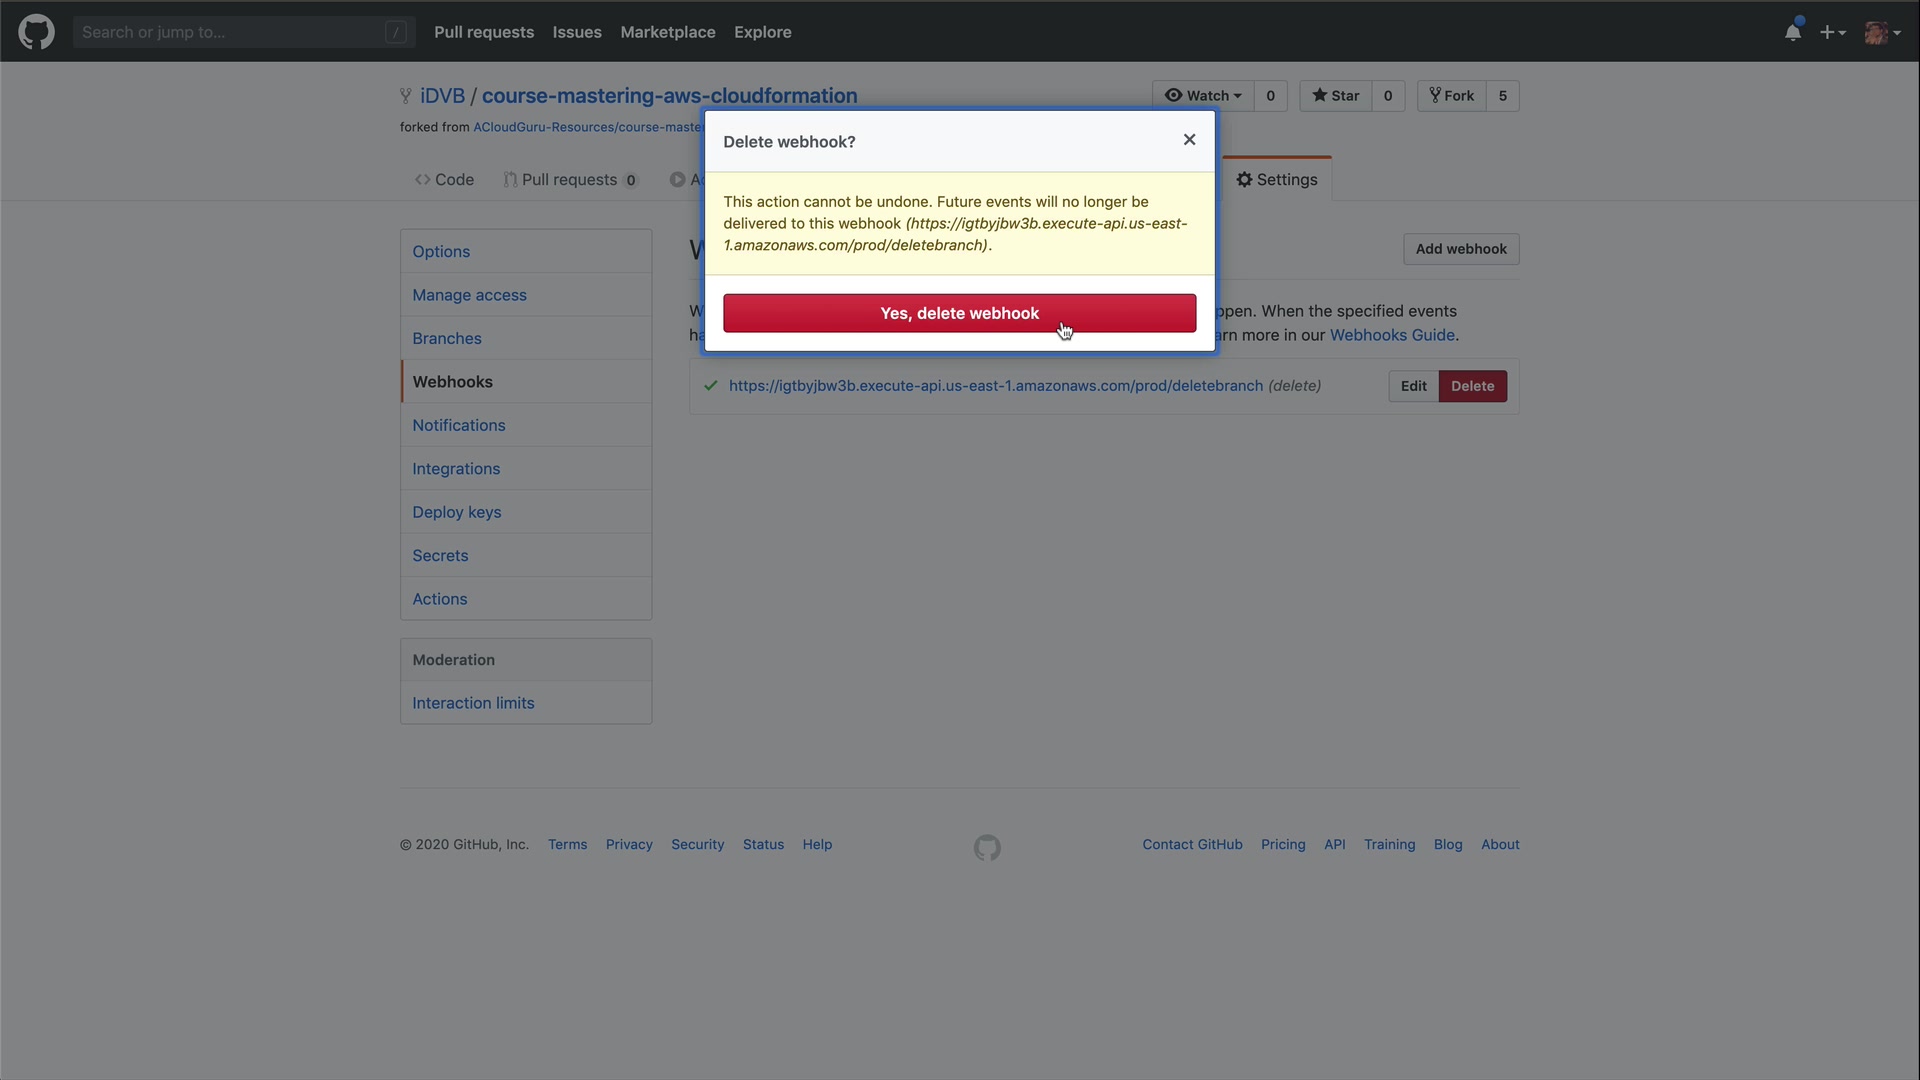 Search or jump to... /
Pull requests Issues Marketplace Explore
iDVB / course-mastering-aws-cloudformation
Watch 0 Star 0 Fork 5
forked from ACloudGuru-Resources/course-master
Delete webhook?
Code Pull requests 0 Settings
This action cannot be undone. Future events will no longer be
delivered to this webhook (https://igtbyjbw3b.execute-api.us-east-
1.amazonaws.com/prod/deletebranch).
Yes, delete webhook
Options
Manage access
Branches
Webhooks
Notifications
Integrations
Deploy keys
Secrets
Actions
Moderation
Interaction limits
Add webhook
ppen. When the specified events
arn more in our Webhooks Guide.
https://igtbyjbw3b.execute-api.us-east-1.amazonaws.com/prod/deletebranch (delete) Edit Delete
© 2020 GitHub, Inc. Terms Privacy Security Status Help
Contact GitHub Pricing API Training Blog About